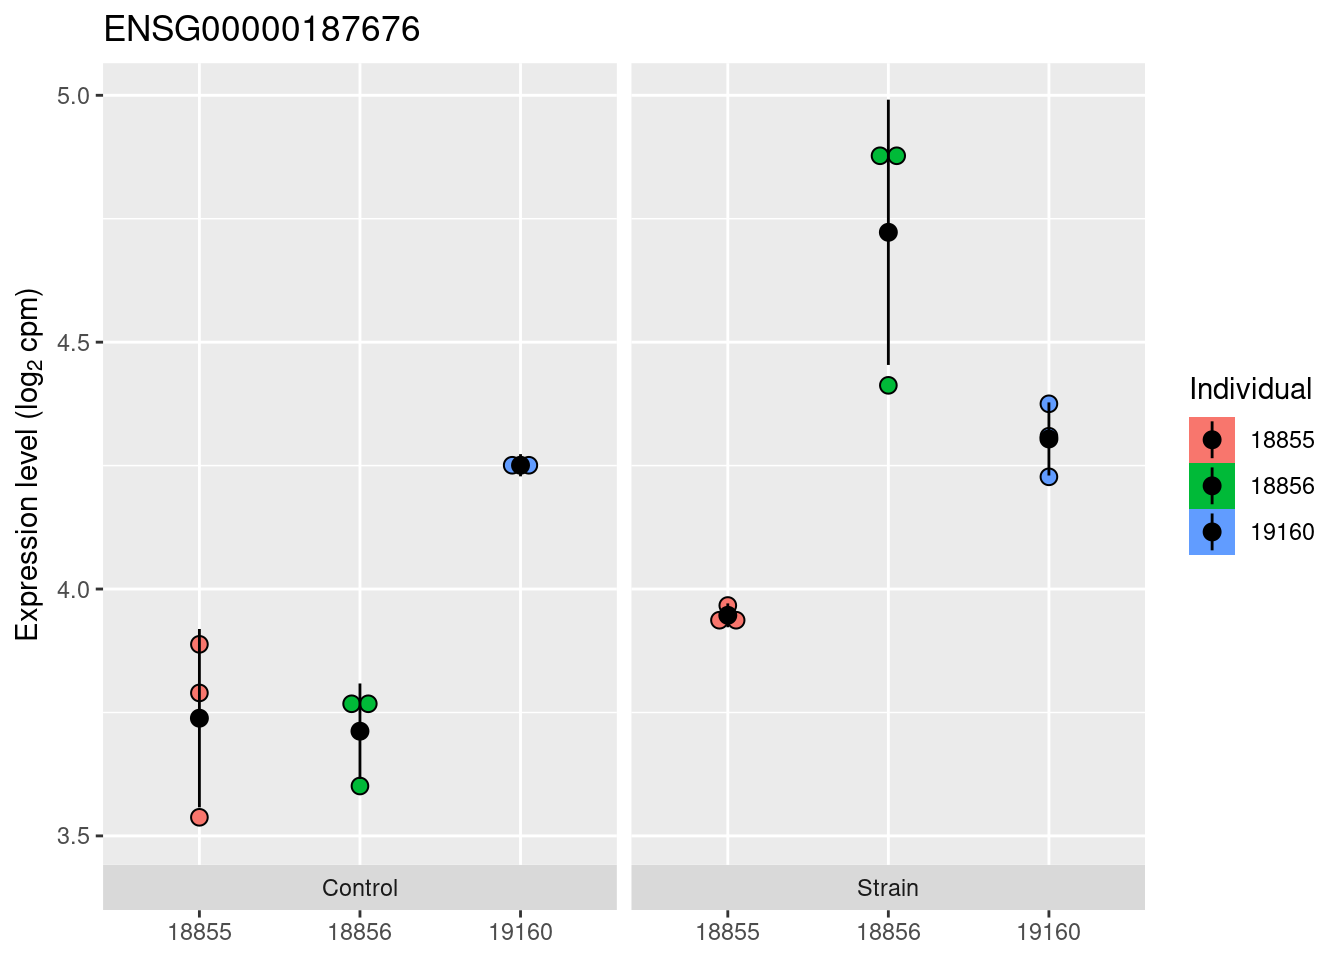 ENSG00000187676
Expression level (log₂ cpm)
5.0
4.5
4.0
3.5
Control
Strain
18855
18856
19160
18855
18856
19160
Individual
18855
18856
19160